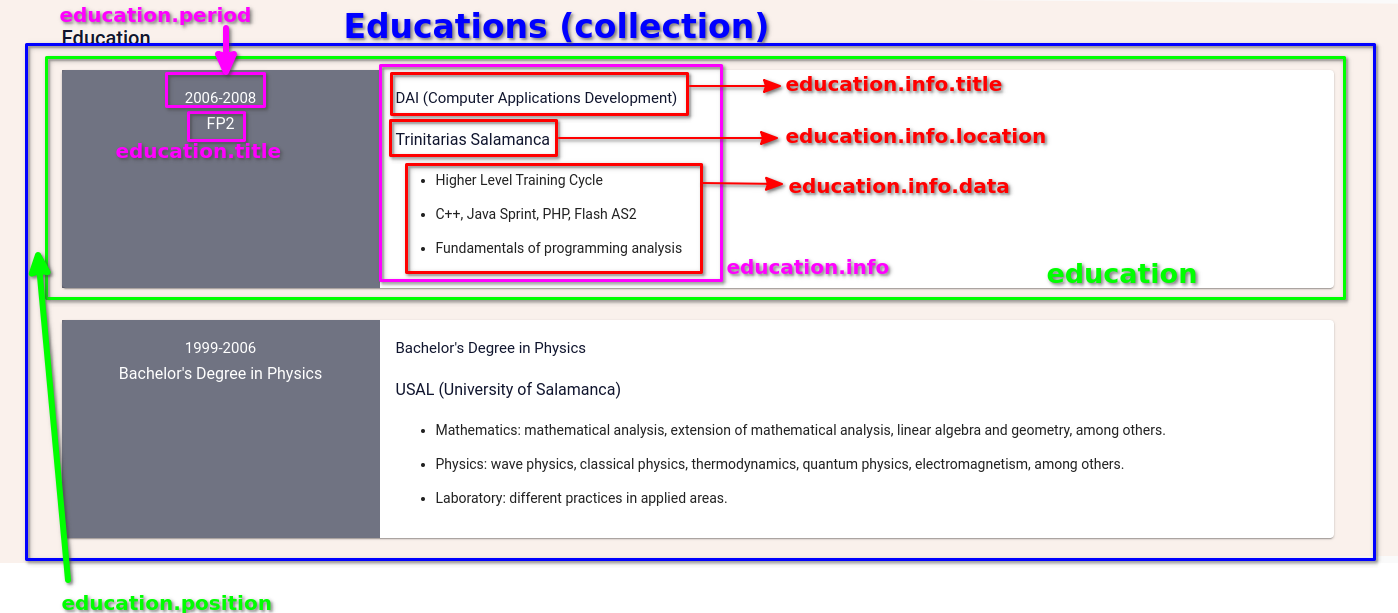 education.period
Educations (collection)
Education
2006-2008
FP2
education.title
DAI (Computer Applications Development)
education.info.title
Trinitarias Salamanca
education.info.location
• Higher Level Training Cycle
education.info.data
• C++, Java Sprint, PHP, Flash AS2
• Fundamentals of programming analysis
education.info
education
1999-2006
Bachelor's Degree in Physics
Bachelor's Degree in Physics
USAL (University of Salamanca)
• Mathematics: mathematical analysis, extension of mathematical analysis, linear algebra and geometry, among others.
• Physics: wave physics, classical physics, thermodynamics, quantum physics, electromagnetism, among others.
• Laboratory: different practices in applied areas.
education.position